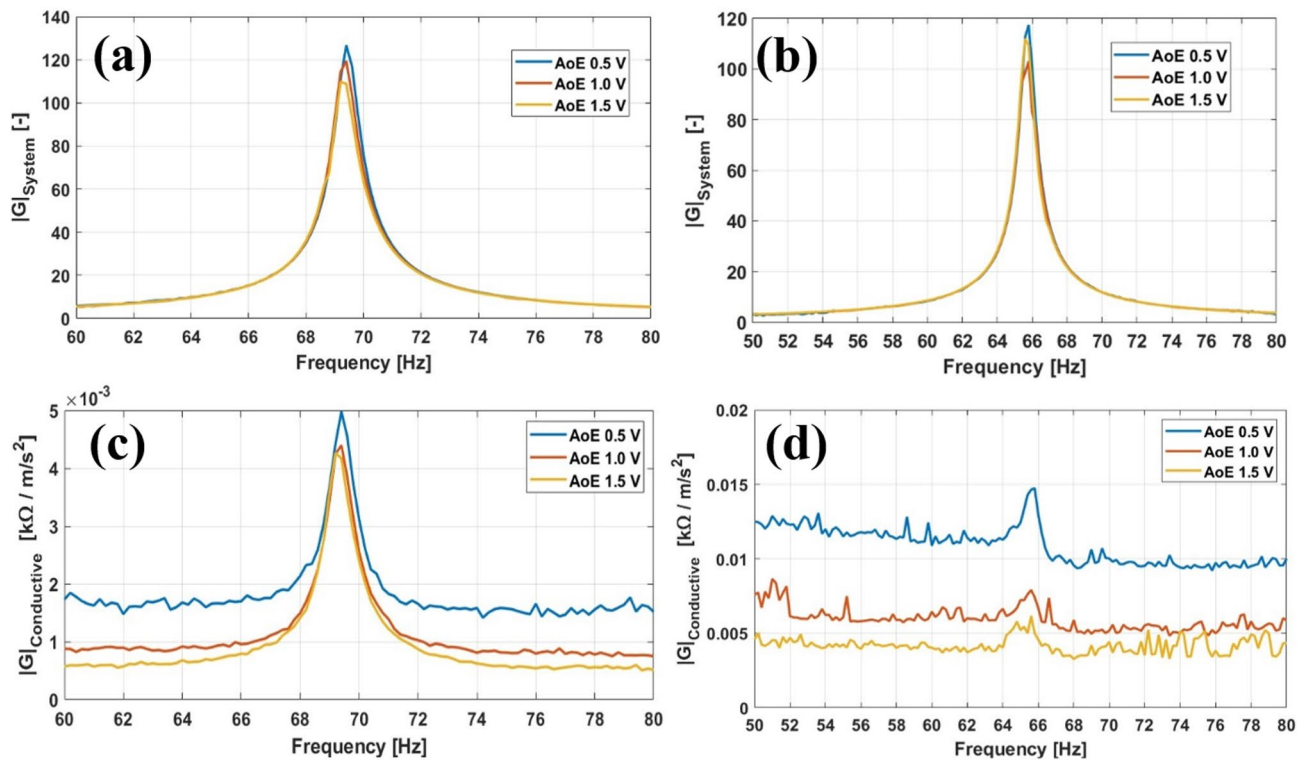 (a)
AoE 0.5 V
AoE 1.0 V
AoE 1.5 V
|G|System [-]
140
120
100
80
60
40
20
0
60 62 64 66 68 70 72 74 76 78 80
Frequency [Hz]
(b)
AoE 0.5 V
AoE 1.0 V
AoE 1.5 V
|G|System [-]
120
100
80
60
40
20
0
50 52 54 56 58 60 62 64 66 68 70 72 74 76 78 80
Frequency [Hz]
× 10-3
(c)
AoE 0.5 V
AoE 1.0 V
AoE 1.5 V
|G|Conductive [kΩ / m/s2]
5
4
3
2
1
0
60 62 64 66 68 70 72 74 76 78 80
Frequency [Hz]
(d)
AoE 0.5 V
AoE 1.0 V
AoE 1.5 V
|G|Conductive [kΩ / m/s2]
0.02
0.015
0.01
0.005
0
50 52 54 56 58 60 62 64 66 68 70 72 74 76 78 80
Frequency [Hz]